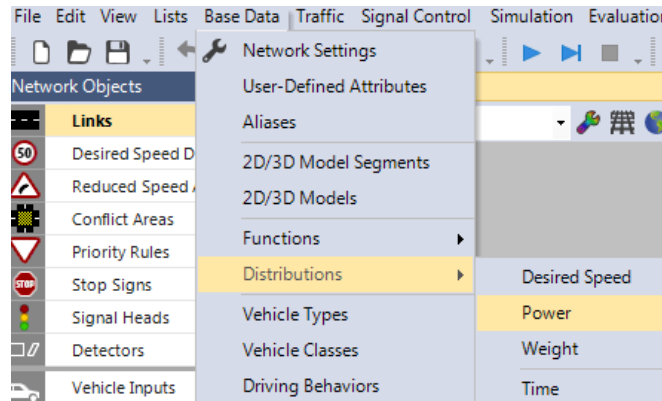 File Edit View Lists Base Data Traffic Signal Control Simulation Evaluation
Network Settings
Network Objects
User-Defined Attributes
Links
Aliases
50
Desired Speed D
2D/3D Model Segments
Reduced Speed
2D/3D Models
Conflict Areas
Functions
Priority Rules
Distributions
Desired Speed
STOP
Stop Signs
Vehicle Types
Power
Signal Heads
Vehicle Classes
Weight
Detectors
Driving Behaviors
Time
Vehicle Inputs